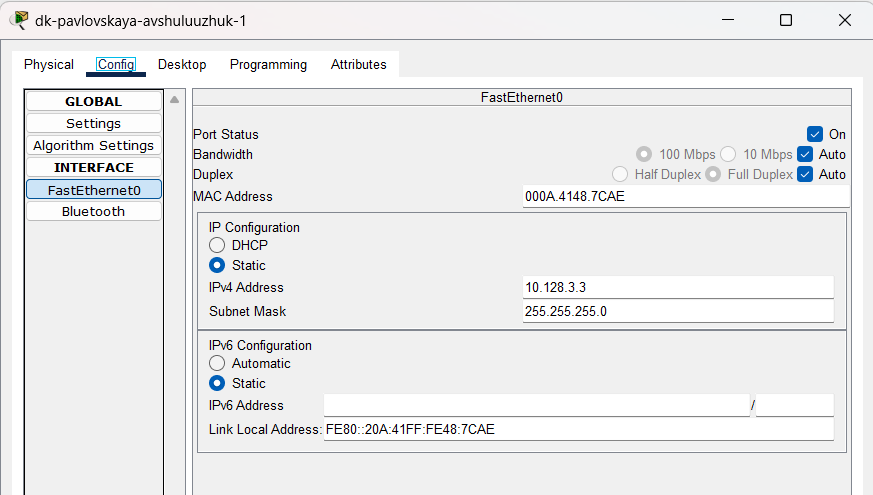 dk-pavlovskaya-avshuluuzhuk-1
Physical Config Desktop Programming Attributes
GLOBAL
Settings
Algorithm Settings
INTERFACE
FastEthernet0
Bluetooth
FastEthernet0
Port Status On
Bandwidth 100 Mbps 10 Mbps Auto
Duplex Half Duplex Full Duplex Auto
MAC Address 000A.4148.7CAE
IP Configuration
DHCP
Static
IPv4 Address 10.128.3.3
Subnet Mask 255.255.255.0
IPv6 Configuration
Automatic
Static
IPv6 Address /
Link Local Address: FE80::20A:41FF:FE48:7CAE